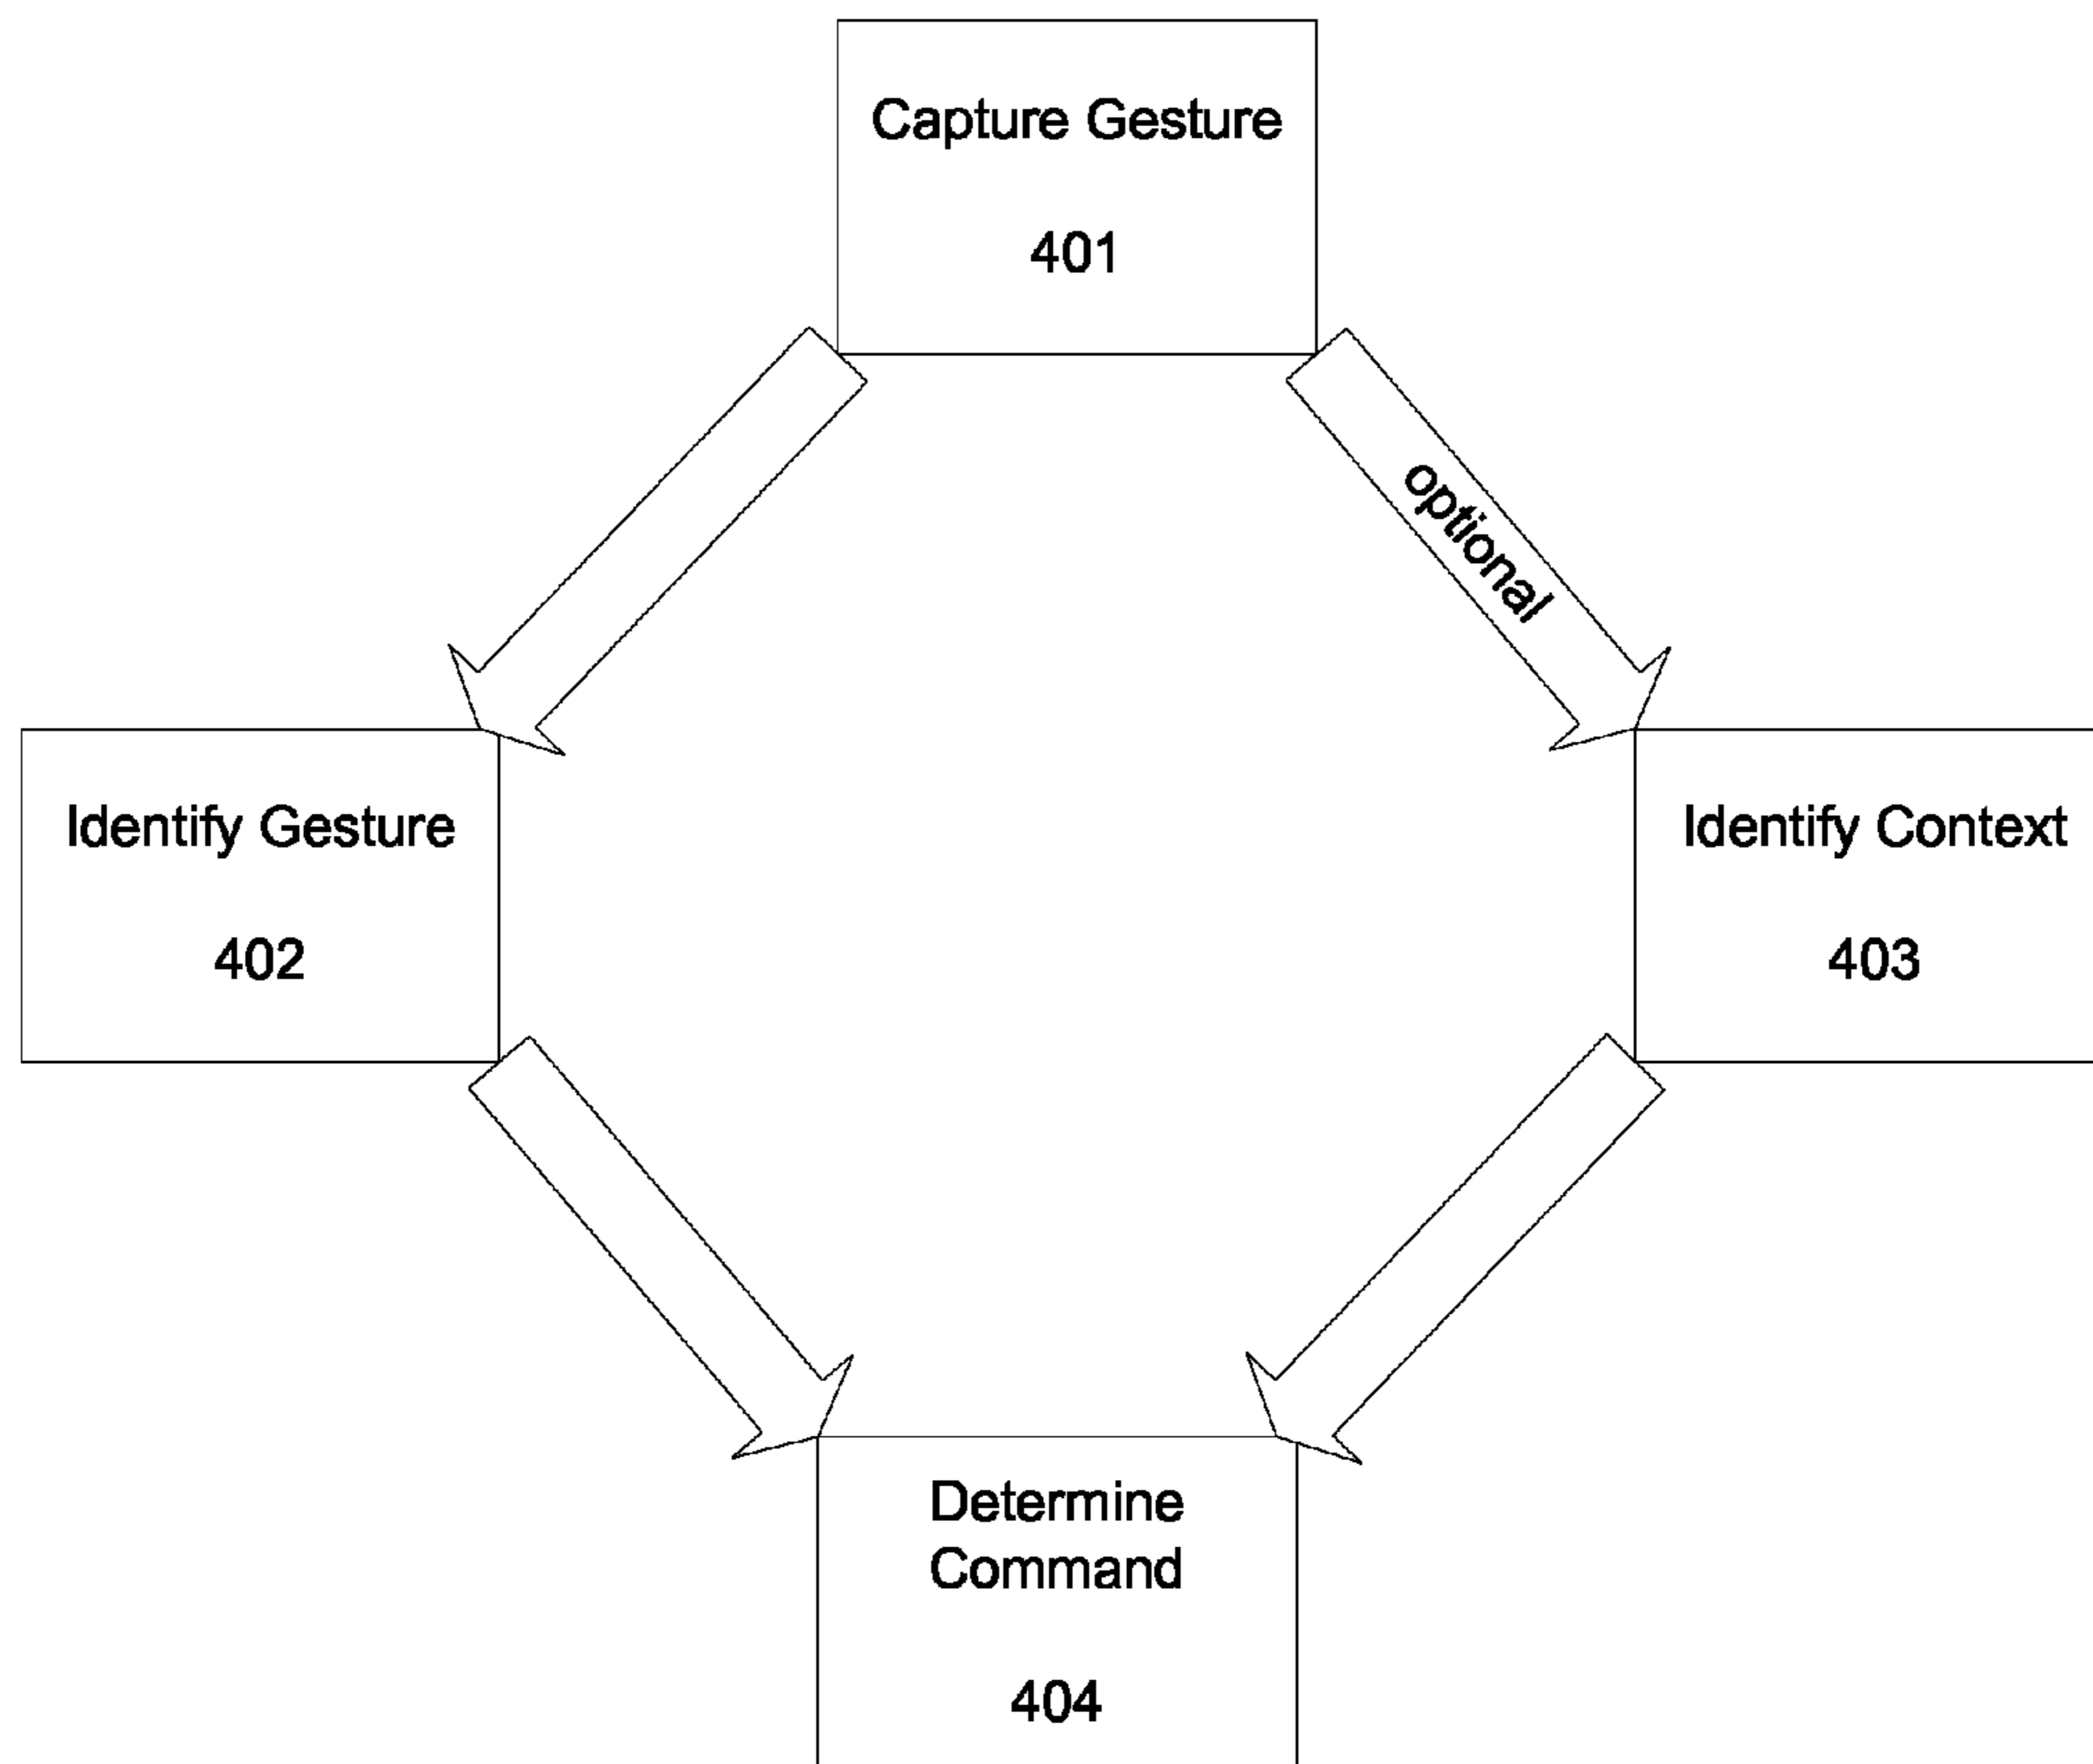 Capture Gesture
401
optional
Identify Gesture
402
Identify Context
403
Determine
Command
404